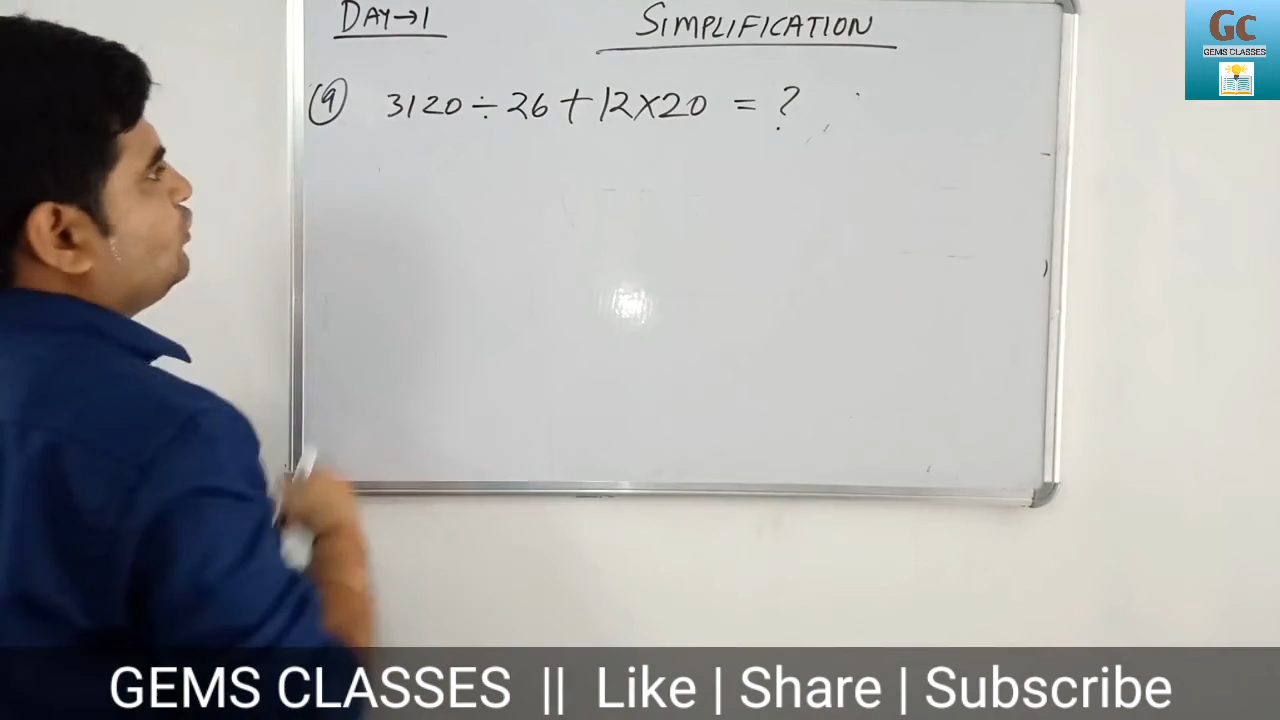 DAY→1 SIMPLIFICATION
(9) 3120 ÷ 26 + 12 × 20 = ?
GC
GEMS CLASSES
GEMS CLASSES || Like | Share | Subscribe